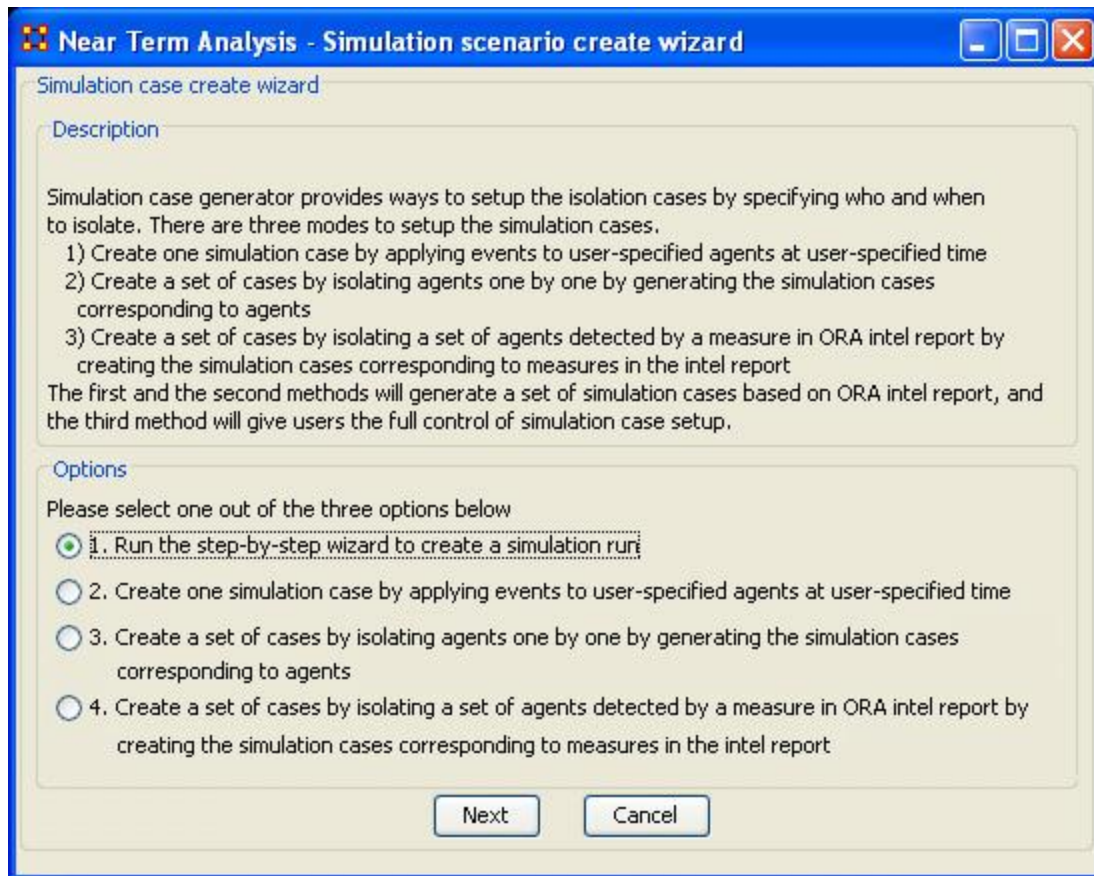 Near Term Analysis - Simulation scenario create wizard
Simulation case create wizard
Description
Simulation case generator provides ways to setup the isolation cases by specifying who and when
to isolate. There are three modes to setup the simulation cases.
1) Create one simulation case by applying events to user-specified agents at user-specified time
2) Create a set of cases by isolating agents one by one by generating the simulation cases
corresponding to agents
3) Create a set of cases by isolating a set of agents detected by a measure in ORA intel report by
creating the simulation cases corresponding to measures in the intel report
The first and the second methods will generate a set of simulation cases based on ORA intel report, and
the third method will give users the full control of simulation case setup.
Options
Please select one out of the three options below
1. Run the step-by-step wizard to create a simulation run
2. Create one simulation case by applying events to user-specified agents at user-specified time
3. Create a set of cases by isolating agents one by one by generating the simulation cases
corresponding to agents
4. Create a set of cases by isolating a set of agents detected by a measure in ORA intel report by
creating the simulation cases corresponding to measures in the intel report
Next Cancel